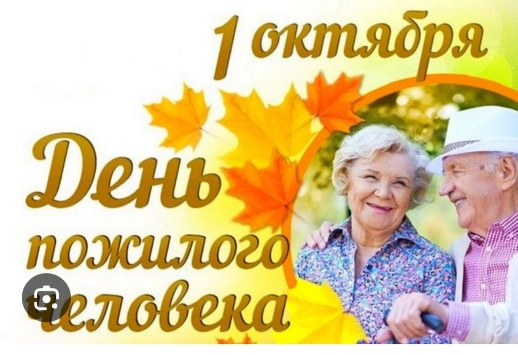 1 октября
День
пожилого
человека